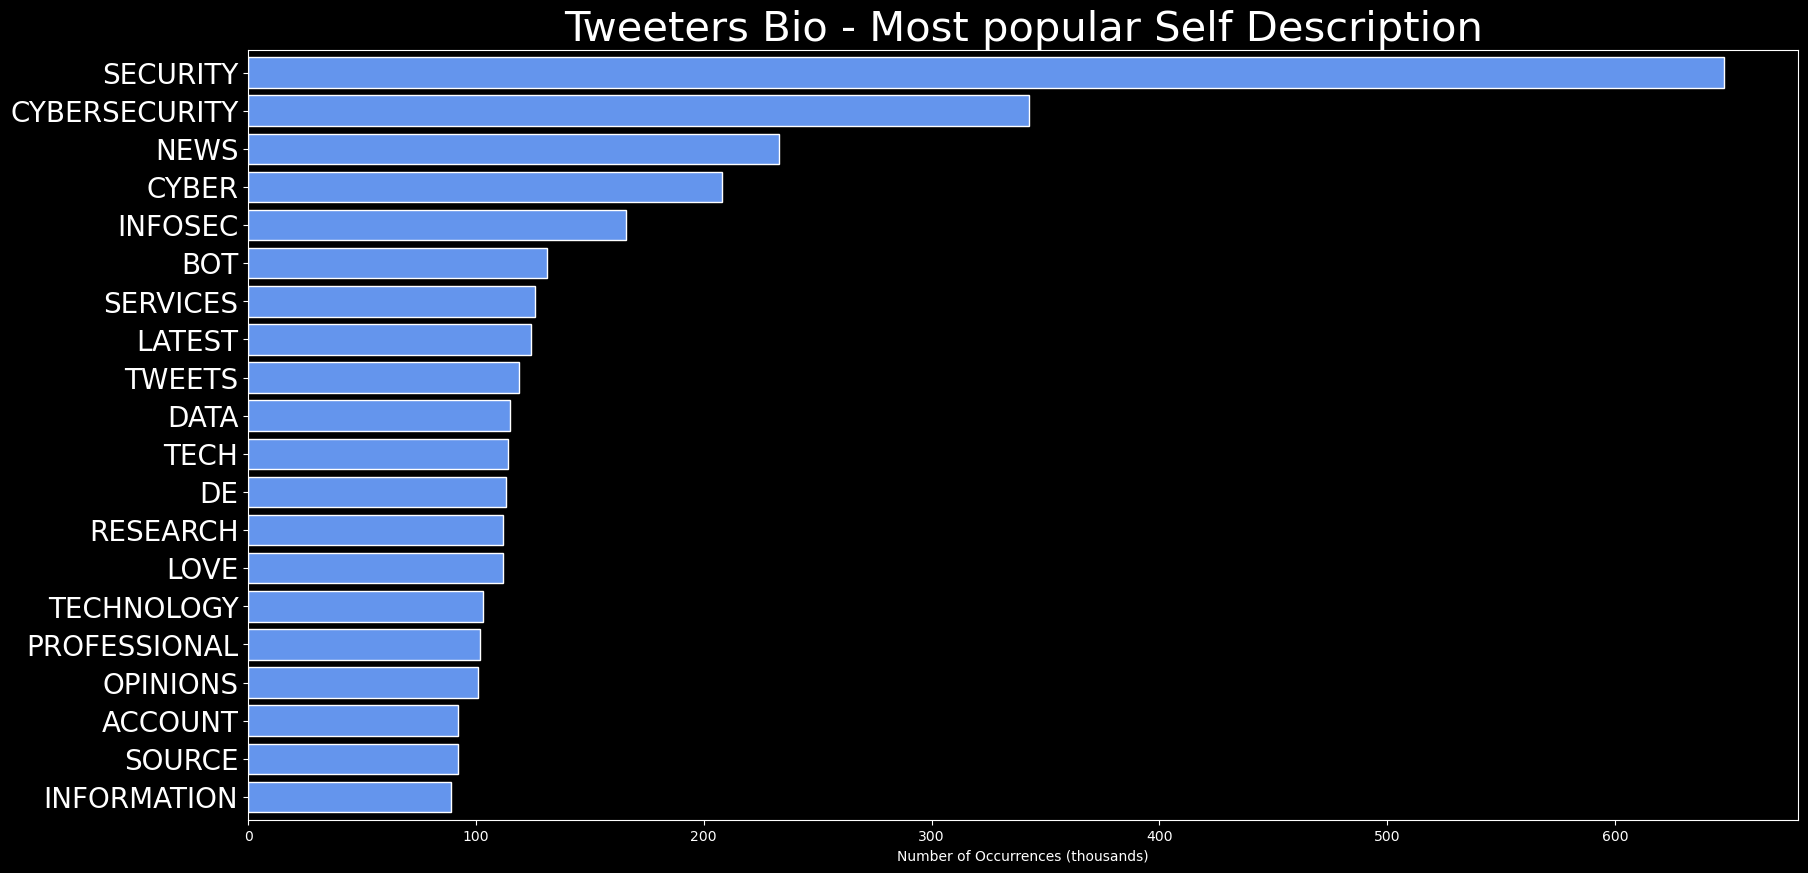 Tweeters Bio - Most popular Self Description
SECURITY
CYBERSECURITY
NEWS
CYBER
INFOSEC
BOT
SERVICES
LATEST
TWEETS
DATA
TECH
DE
RESEARCH
LOVE
TECHNOLOGY
PROFESSIONAL
OPINIONS
ACCOUNT
SOURCE
INFORMATION
0 100 200 300 400 500 600
Number of Occurrences (thousands)